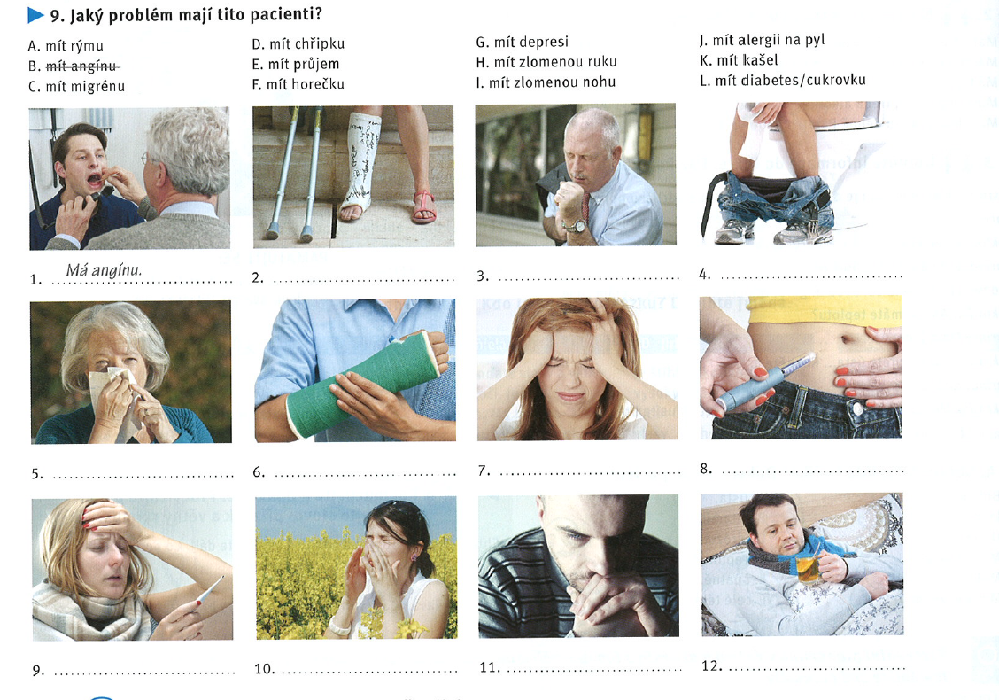 9. Jaký problém mají tito pacienti?
A. mít rýmu
B. mít angínu
C. mít migrénu
D. mít chřipku
E. mít průjem
F. mít horečku
G. mít depresi
H. mít zlomenou ruku
I. mít zlomenou nohu
J. mít alergii na pyl
K. mít kašel
L. mít diabetes/cukrovku
1. Má angínu.
2.
3.
4.
5.
6.
7.
8.
9.
10.
11.
12.